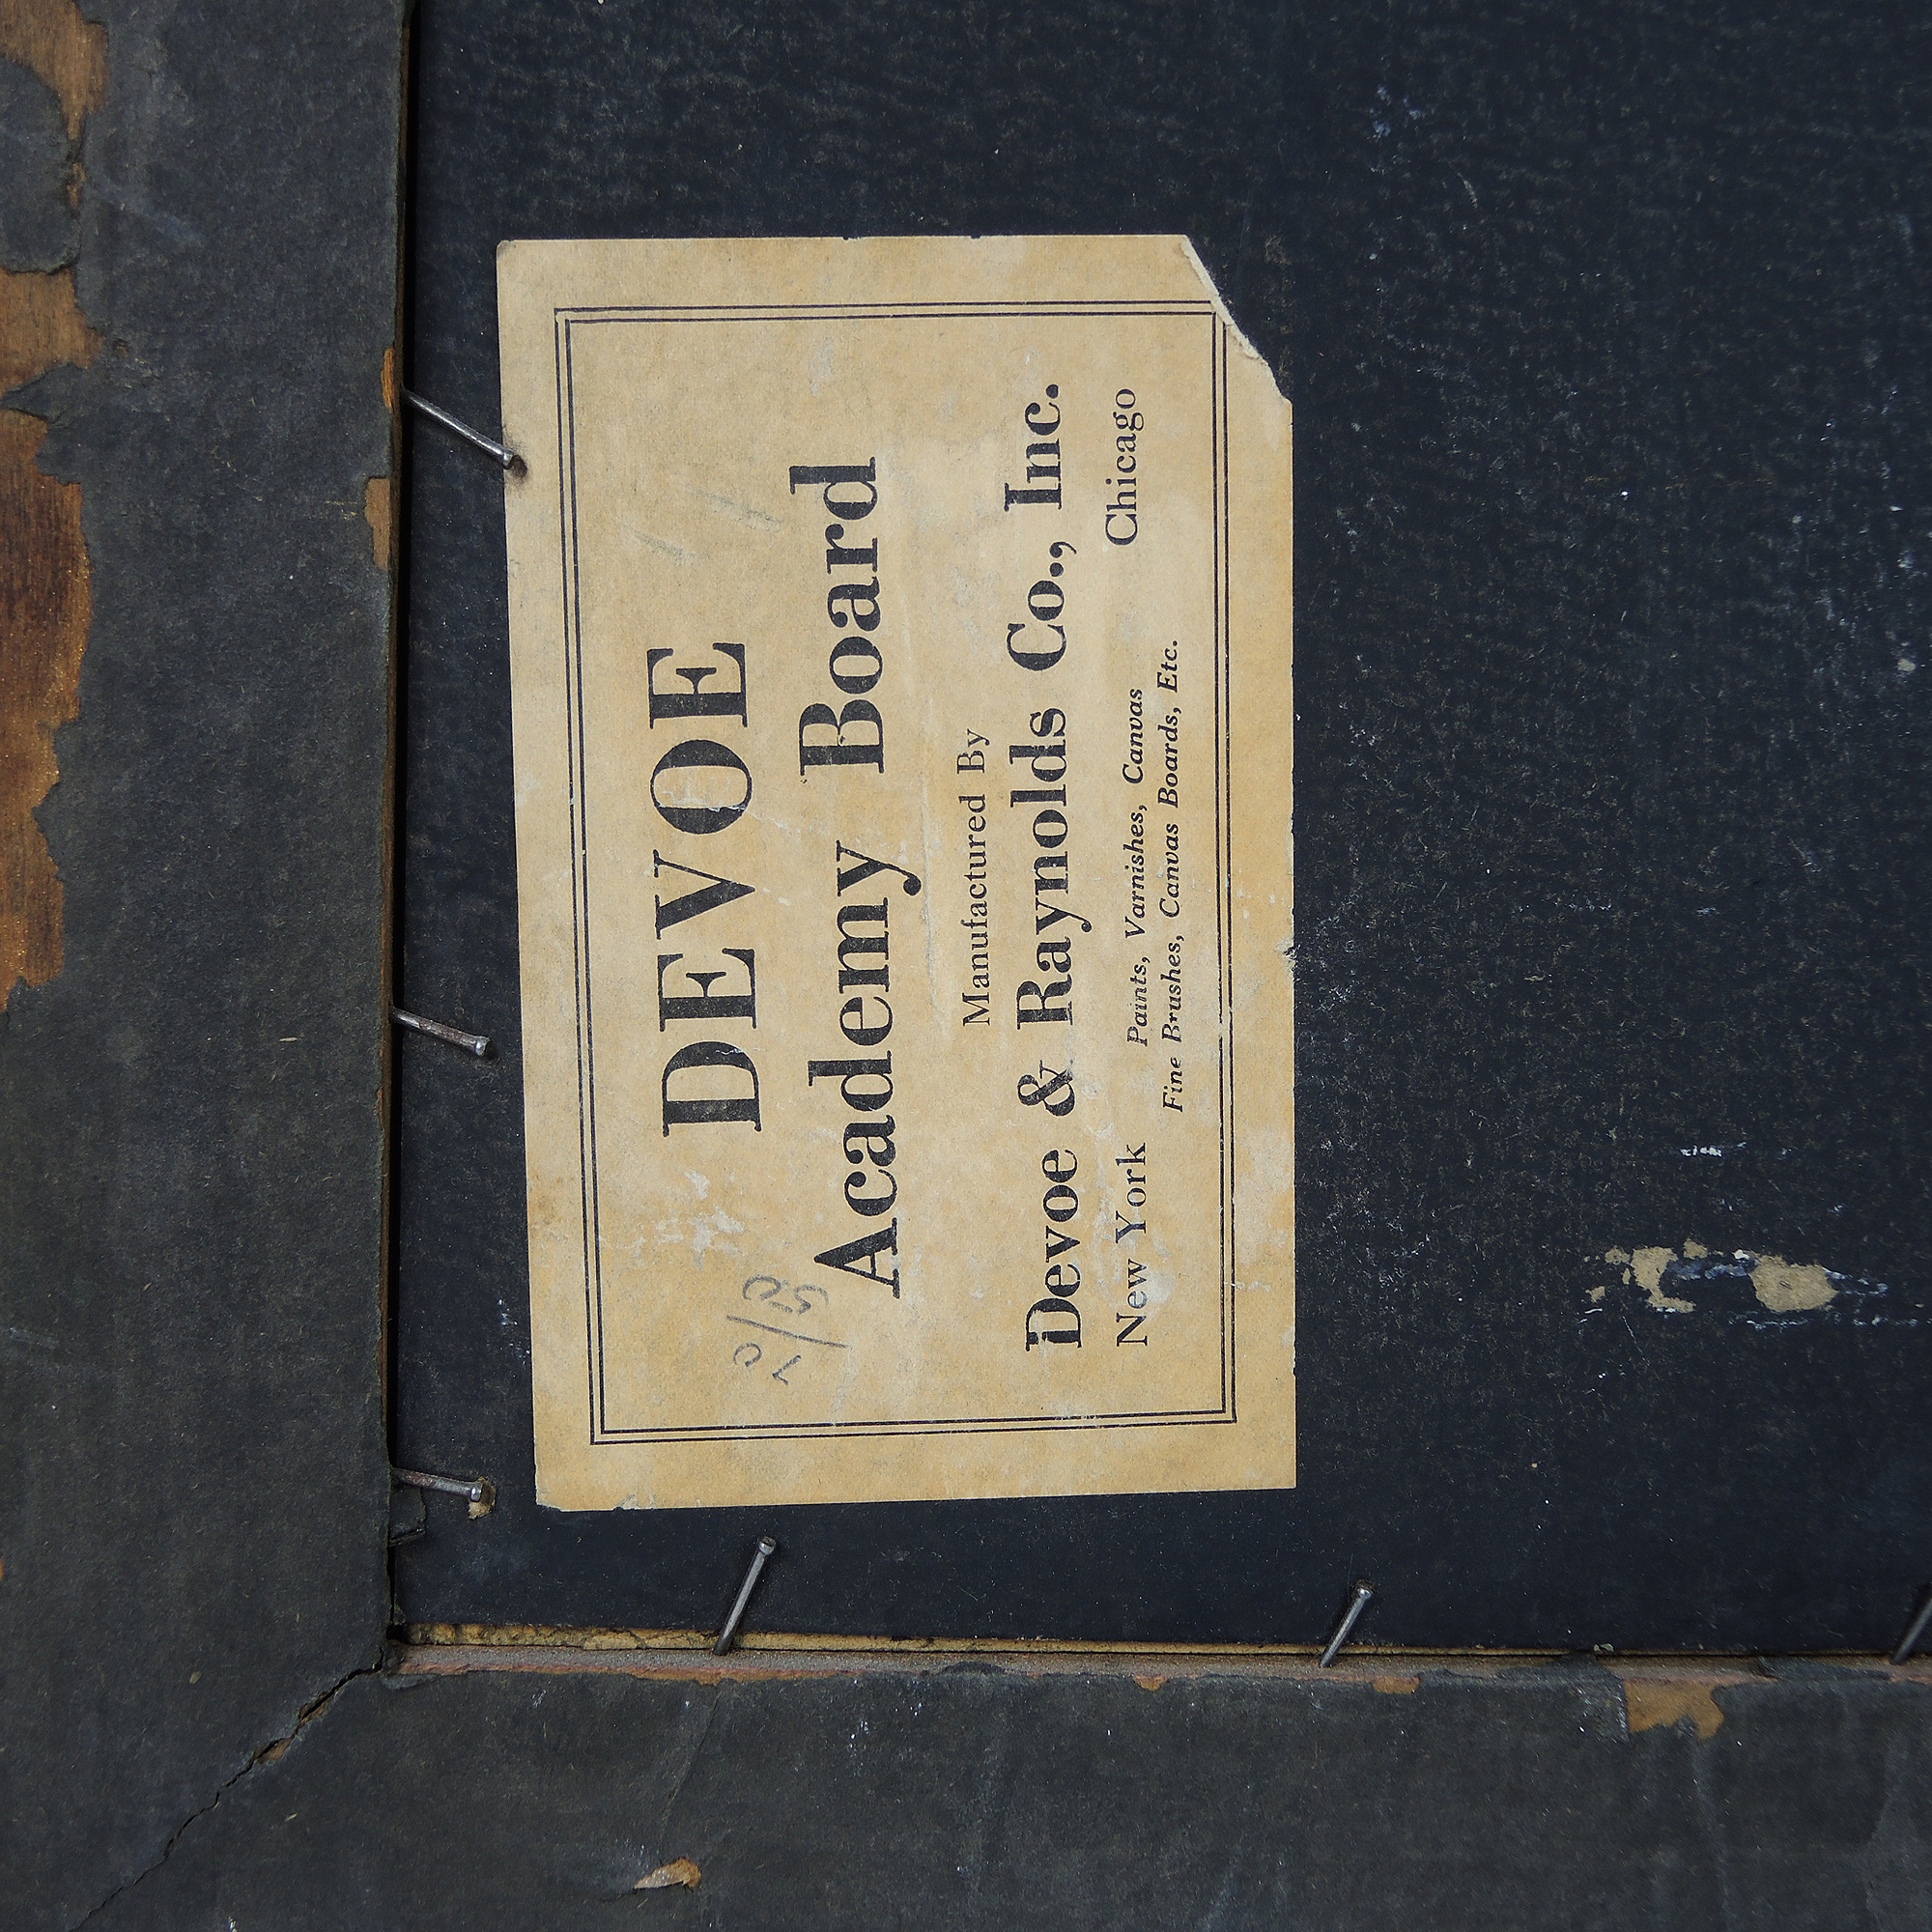 DEVOE
Academy Board
Manufactured By
Devoe & Raynolds Co., Inc.
New York Paints, Varnishes, Canvas Chicago
Fine Brushes, Canvas Boards, Etc.